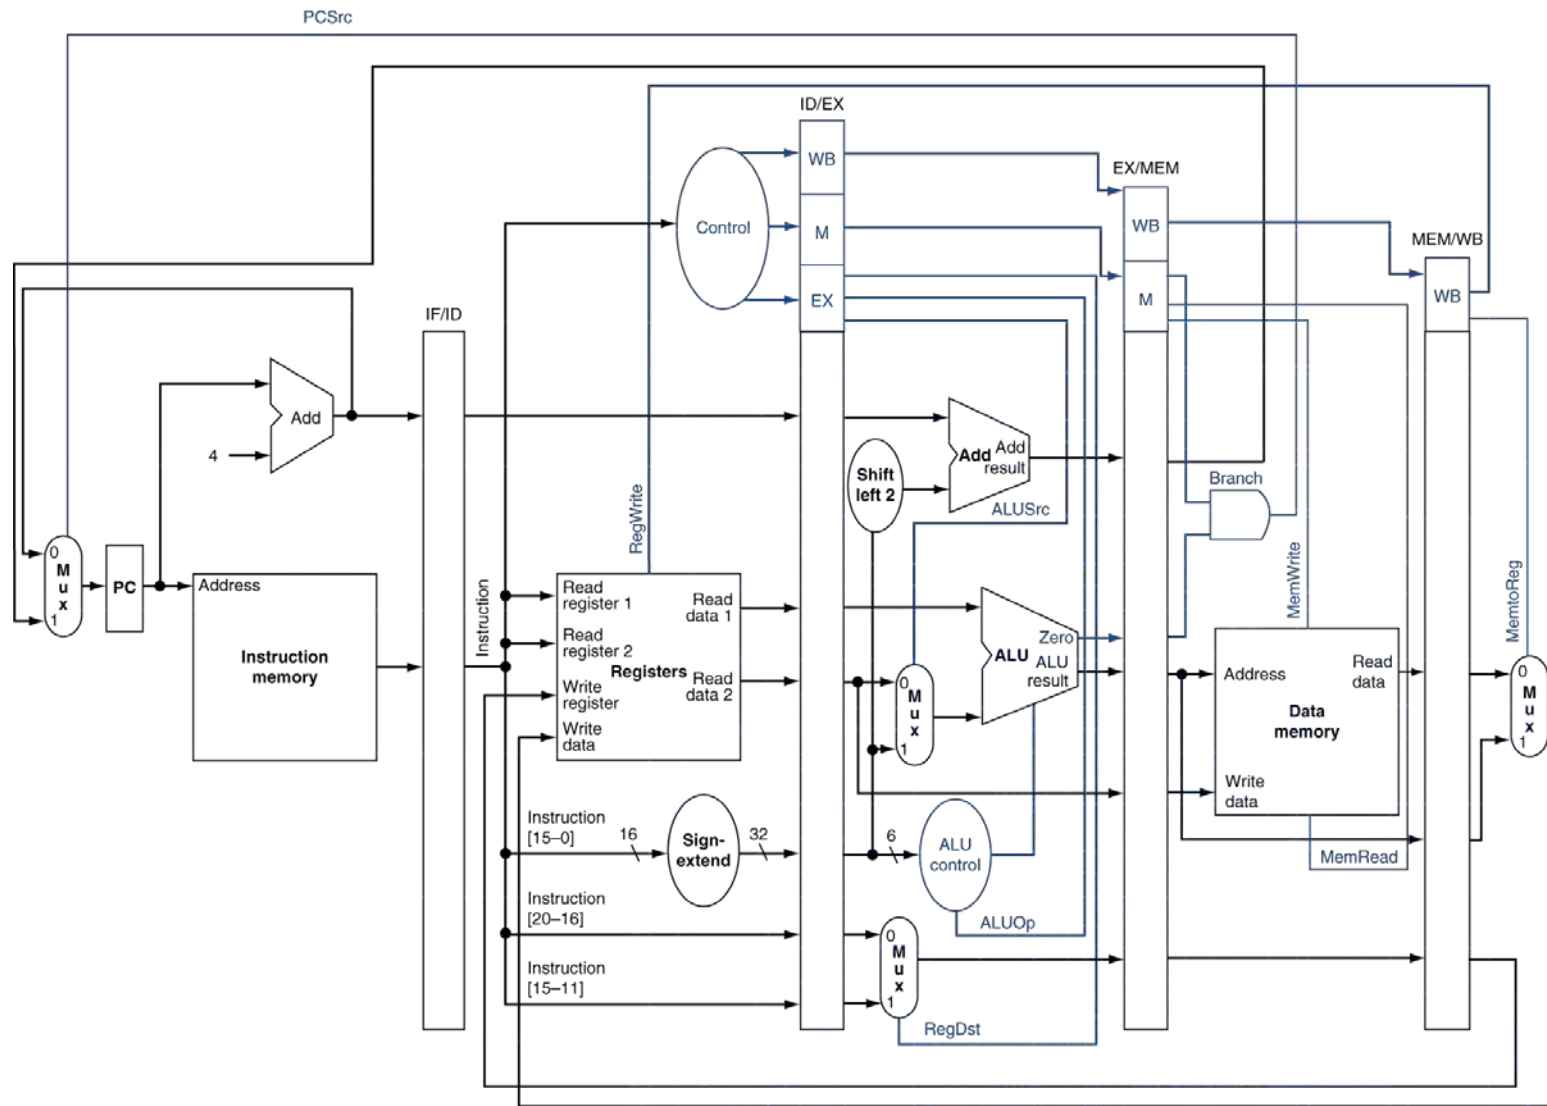 PCSrc
ID/EX
WB
EX/MEM
Control
M
WB
MEM/WB
EX
M
WB
IF/ID
Add
4
Add
Add
result
Shift
left 2
ALUSrc
Branch
RegWrite
MemWrite
MemtoReg
0
M
u
x
1
PC
Address
Instruction
memory
Instruction
Read
register 1
Read
register 2
Write
register
Write
data
Registers
Read
data 1
Read
data 2
0
M
u
x
1
ALU
Zero
ALU
result
Address
Read
data
Data
memory
Write
data
0
M
u
x
1
Instruction
[15–0]
16
Sign-
extend
32
6
ALU
control
MemRead
Instruction
[20–16]
ALUOp
0
M
u
x
1
Instruction
[15–11]
RegDst